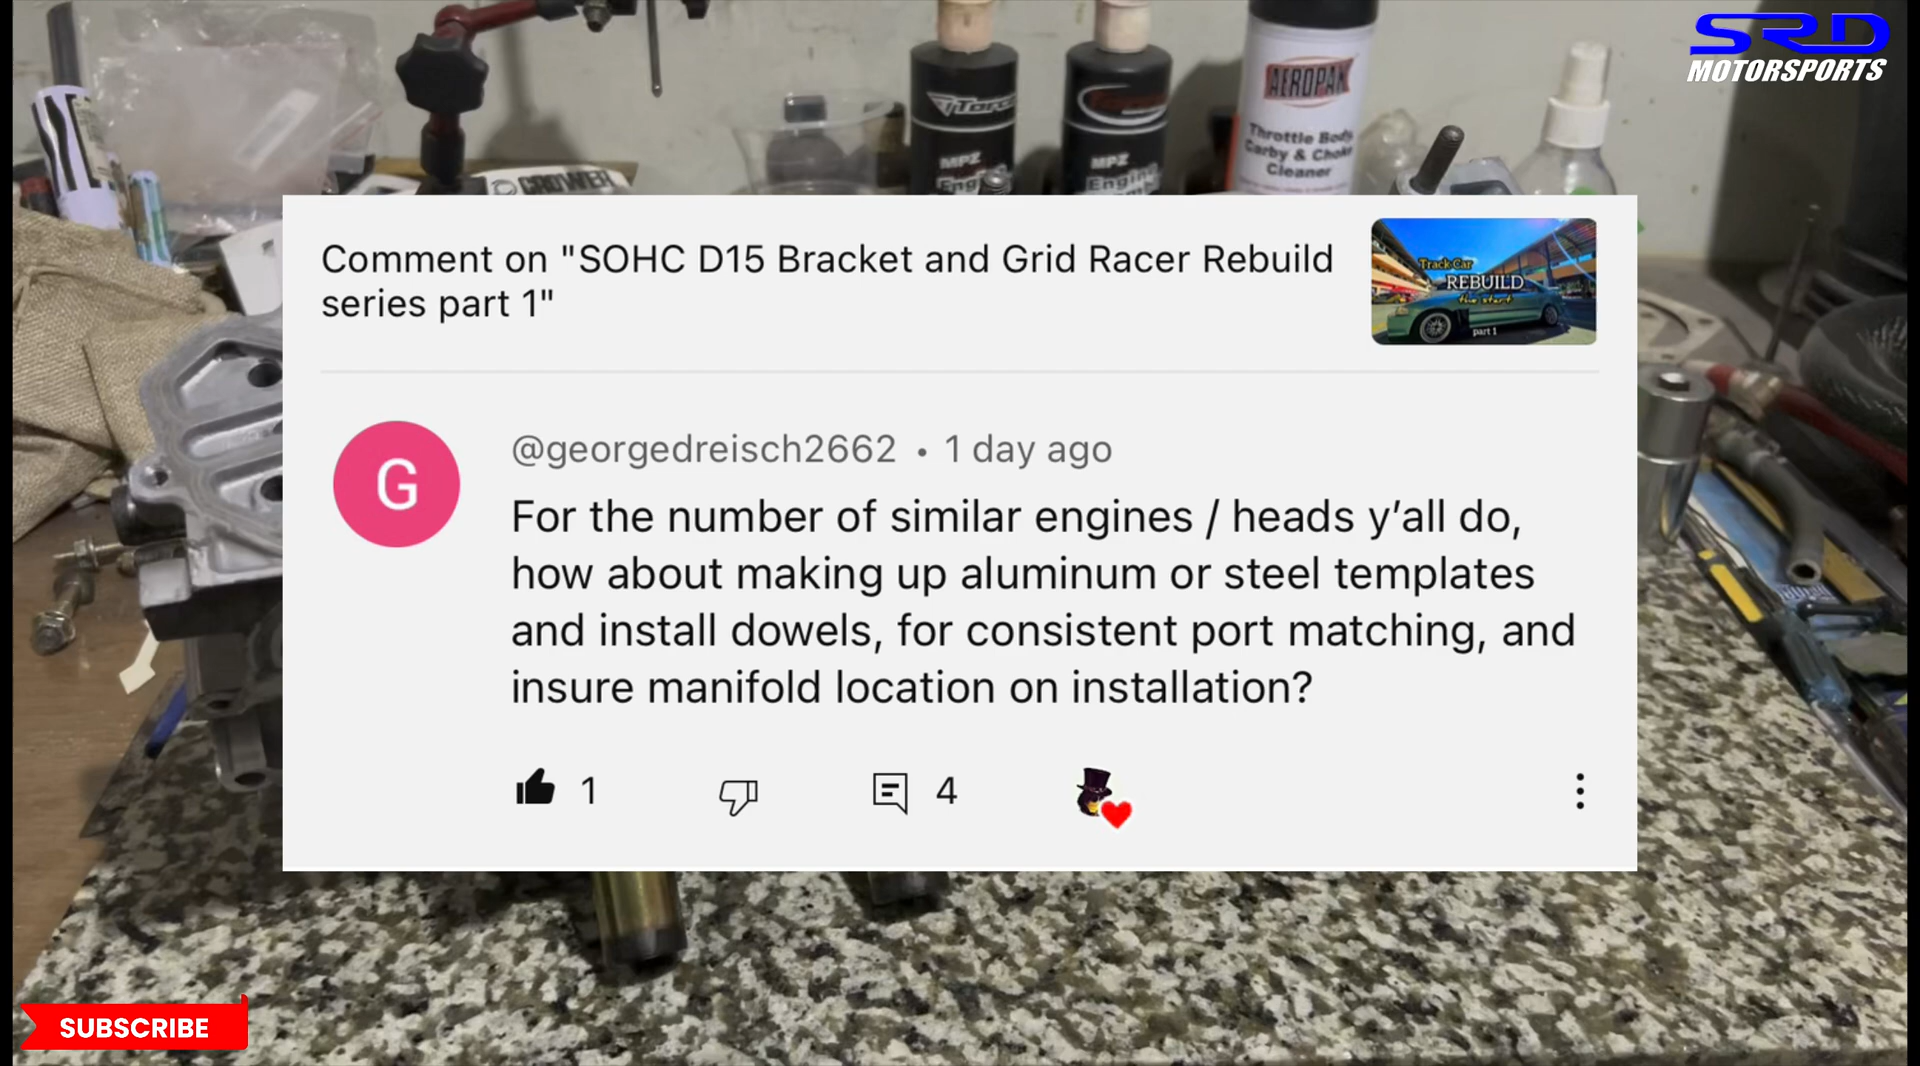 SRD
MOTORSPORTS
AEROPAK
Throttle Body
Carby & Choke
Cleaner
MPZ
MPZ
CROWER
Comment on "SOHC D15 Bracket and Grid Racer Rebuild
series part 1"
Track Car
REBUILD
the start
part 1
G
@georgedreisch2662 • 1 day ago
For the number of similar engines / heads y’all do,
how about making up aluminum or steel templates
and install dowels, for consistent port matching, and
insure manifold location on installation?
1
4
SUBSCRIBE